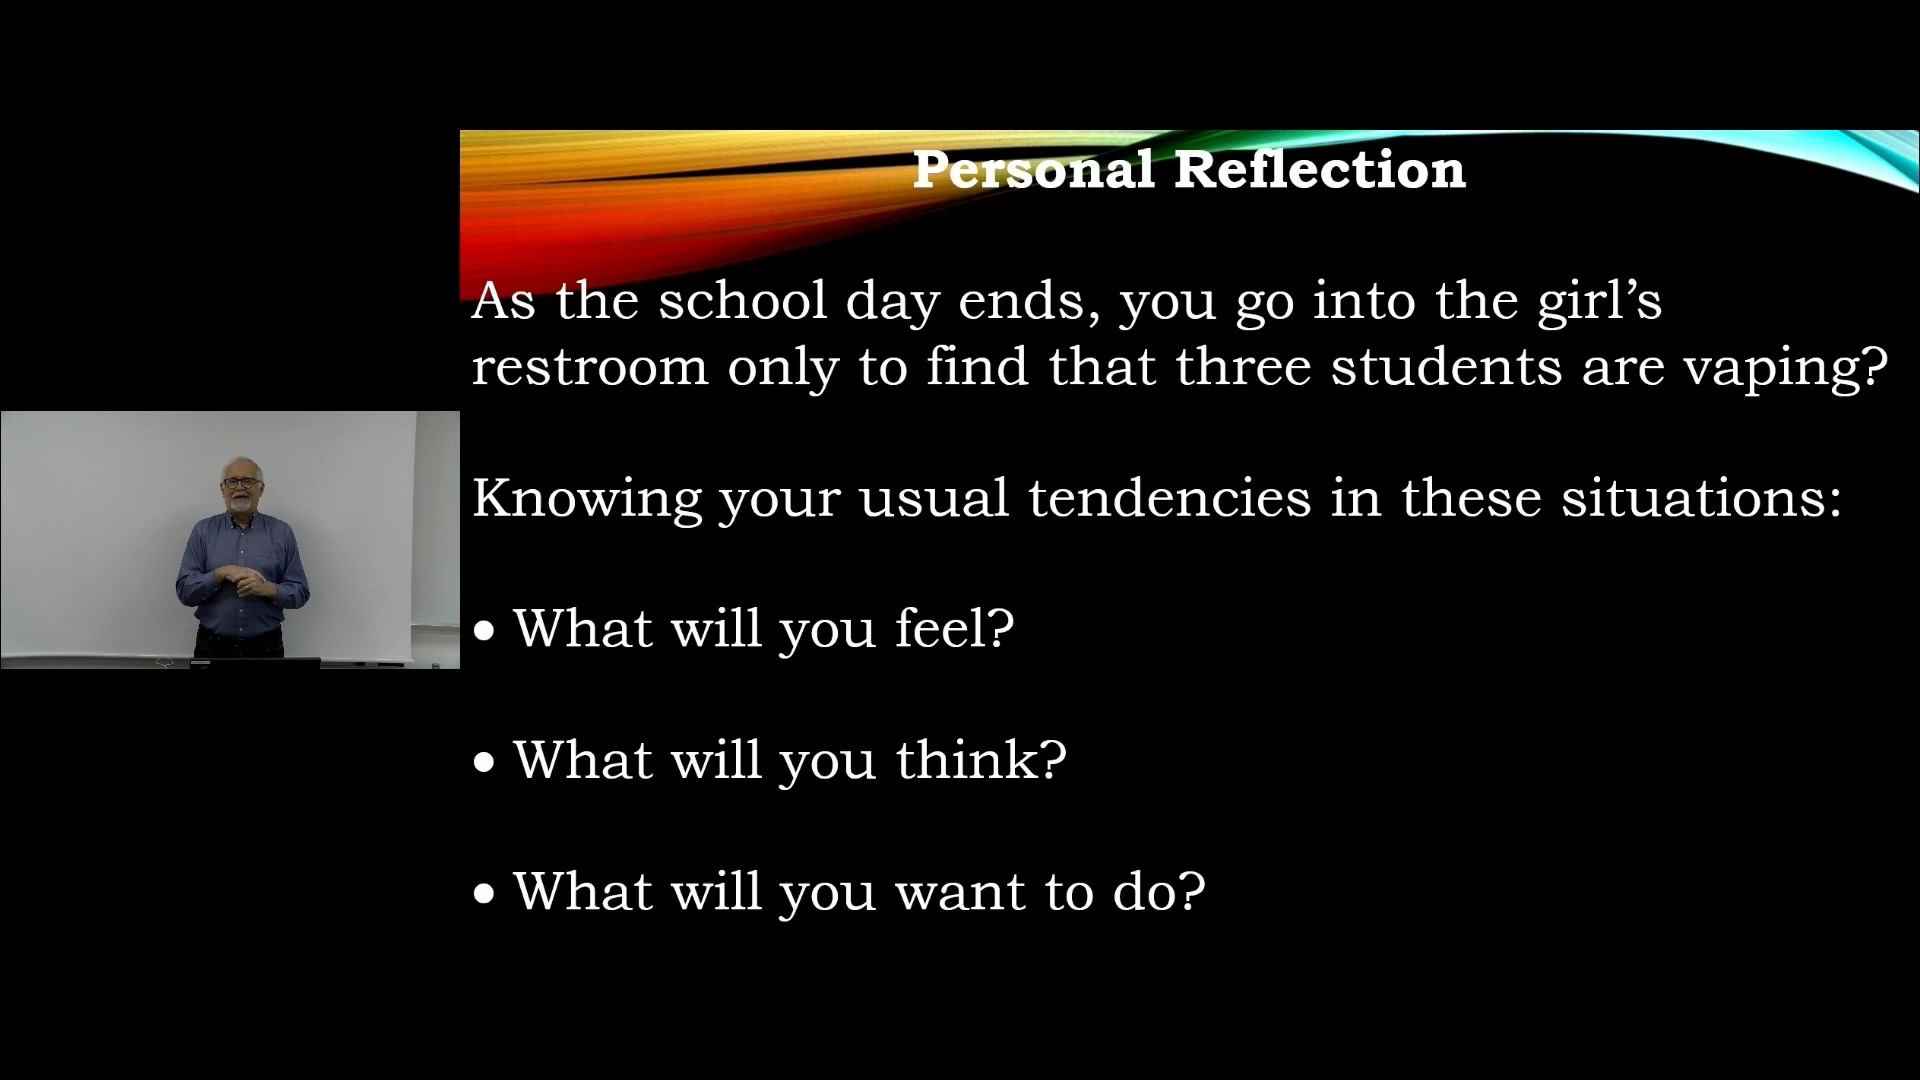 Personal Reflection
As the school day ends, you go into the girl’s
restroom only to find that three students are vaping?
Knowing your usual tendencies in these situations:
• What will you feel?
• What will you think?
• What will you want to do?